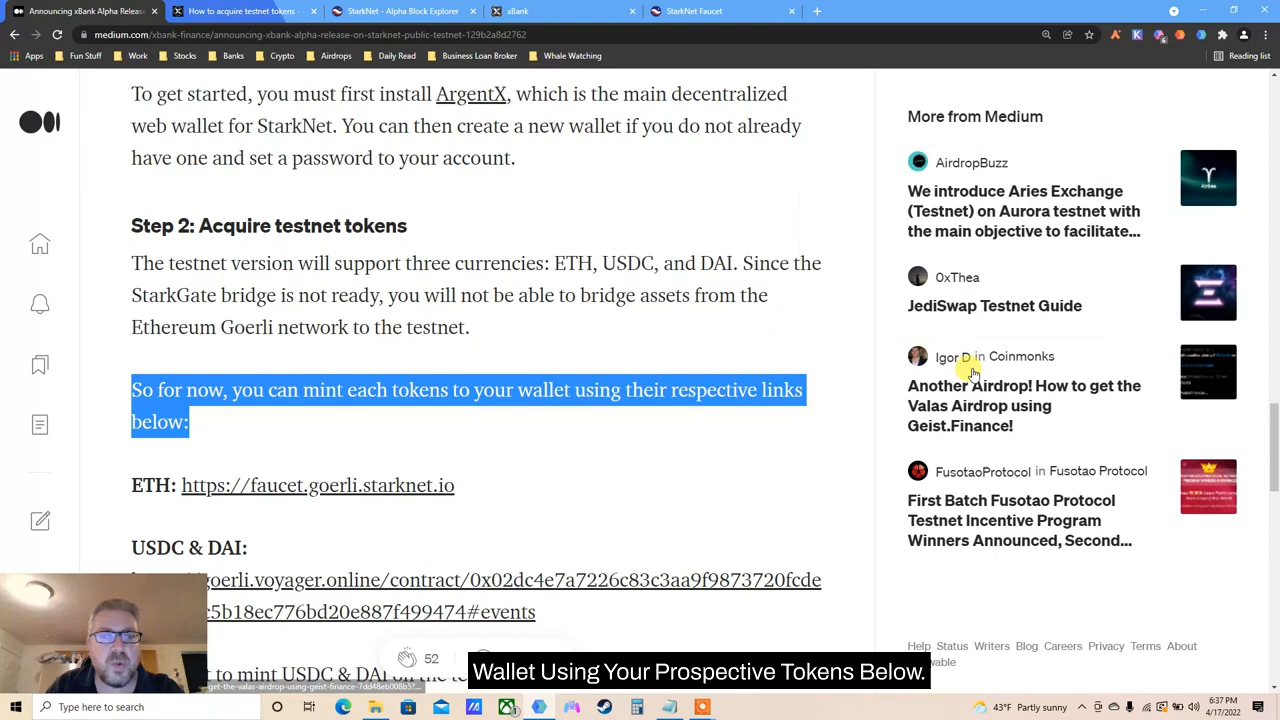 Announcing xBank Alpha Release
How to acquire testnet tokens -
StarkNet - Alpha Block Explorer
xBank
StarkNet Faucet
medium.com/xbank-finance/announcing-xbank-alpha-release-on-starknet-public-testnet-129b2a8d2762
Apps
Fun Stuff
Work
Stocks
Banks
Crypto
Airdrops
Daily Read
Business Loan Broker
Whale Watching
Reading list
To get started, you must first install ArgentX, which is the main decentralized
web wallet for StarkNet. You can then create a new wallet if you do not already
have one and set a password to your account.
Step 2: Acquire testnet tokens
The testnet version will support three currencies: ETH, USDC, and DAI. Since the
StarkGate bridge is not ready, you will not be able to bridge assets from the
Ethereum Goerli network to the testnet.
So for now, you can mint each tokens to your wallet using their respective links
below:
ETH: https://faucet.goerli.starknet.io
USDC & DAI:
goerli.voyager.online/contract/0x02dc4e7a7226c83c3aa9f9873720fcde
c5b18ec776bd20e887f499474#events
t to mint USDC & DAI on the te
52
More from Medium
AirdropBuzz
We introduce Aries Exchange
(Testnet) on Aurora testnet with
the main objective to facilitate...
0xThea
JediSwap Testnet Guide
Igor D in Coinmonks
Another Airdrop! How to get the
Valas Airdrop using
Geist.Finance!
FusotaoProtocol in Fusotao Protocol
First Batch Fusotao Protocol
Testnet Incentive Program
Winners Announced, Second...
Help Status Writers Blog Careers Privacy Terms About
wable
Wallet Using Your Prospective Tokens Below.
get-the-valas-airdrop-using-geist-finance-7dd48eb008b5?...
Type here to search
43°F Partly sunny
6:37 PM
4/17/2022